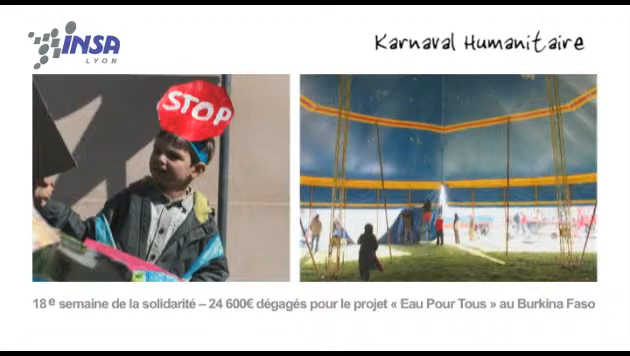 INSA
LYON
Karnaval Humanitaire
STOP
18e semaine de la solidarité – 24 600€ dégagés pour le projet « Eau Pour Tous » au Burkina Faso